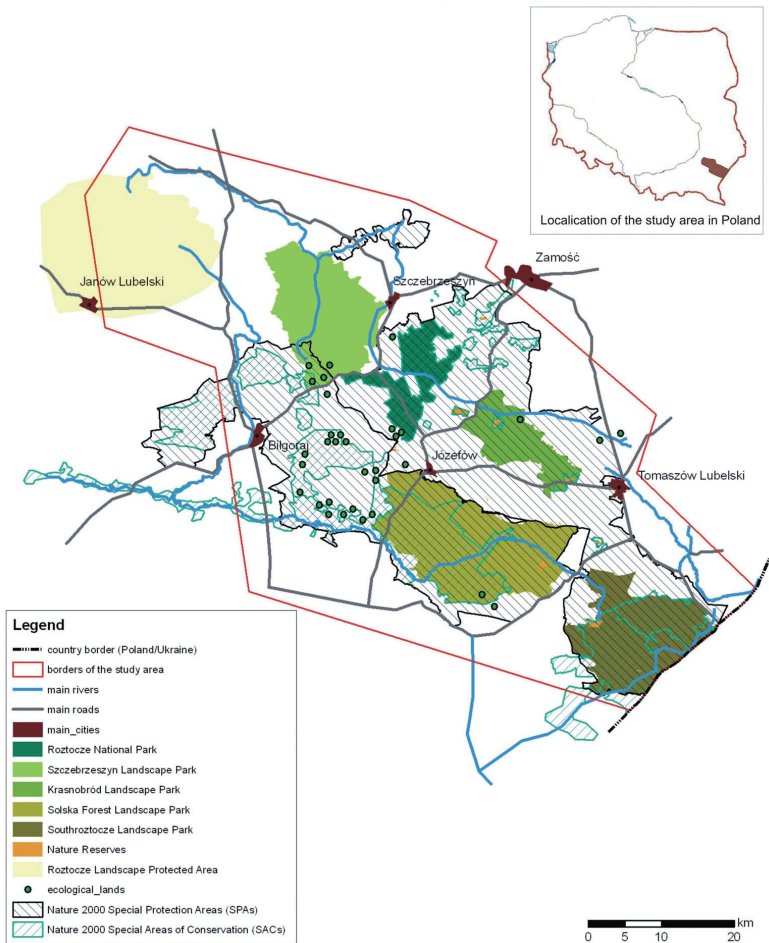 Localication of the study area in Poland
Zamość
Szczebrzeszyn
Janów Lubelski
Biłgoraj
Józefów
Tomaszów Lubelski
Legend
country border (Poland/Ukraine)
borders of the study area
main rivers
main roads
main_cities
Roztocze National Park
Szczebrzeszyn Landscape Park
Krasnobród Landscape Park
Solska Forest Landscape Park
Southroztocze Landscape Park
Nature Reserves
Roztocze Landscape Protected Area
ecological_lands
Nature 2000 Special Protection Areas (SPAs)
Nature 2000 Special Areas of Conservation (SACs)
km
0 5 10 20